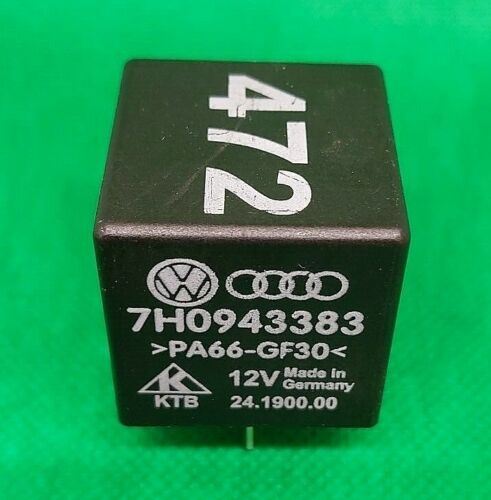 472
7H0943383
>PA66-GF30<
K 12V Made in Germany
KTB 24.1900.00